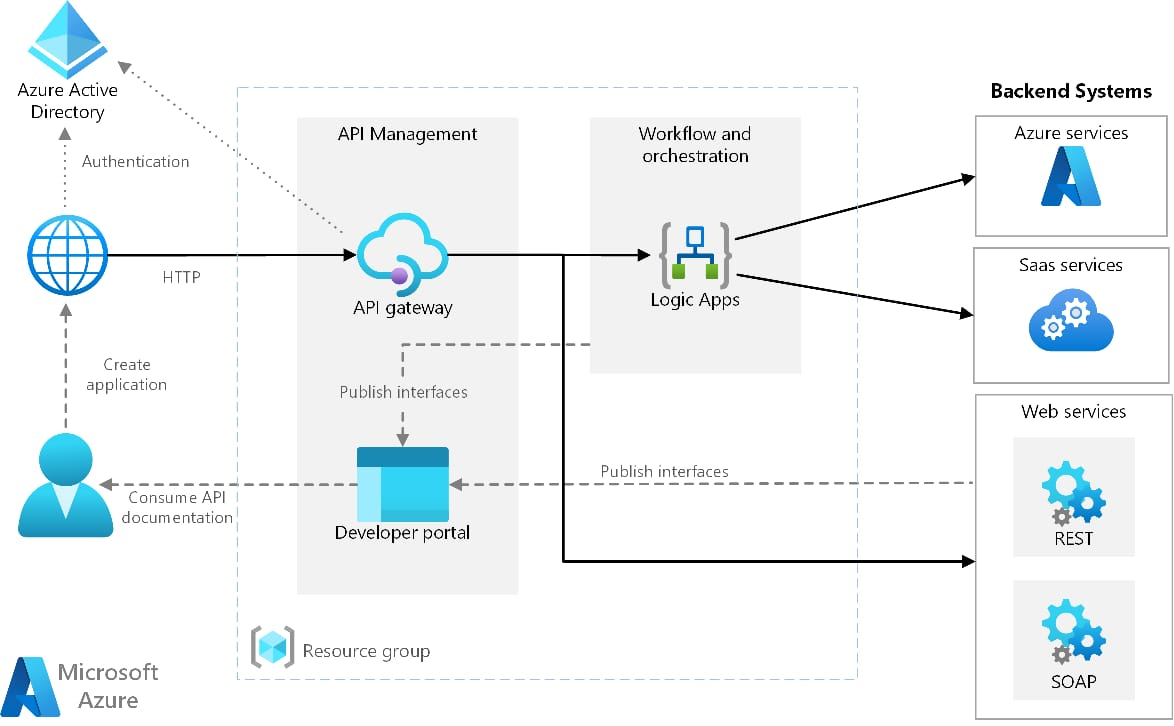 Azure Active
Directory
Authentication
HTTP
Create
application
Consume API
documentation
API Management
API gateway
Publish interfaces
Developer portal
Workflow and
orchestration
Logic Apps
Publish interfaces
Resource group
Backend Systems
Azure services
Saas services
Web services
REST
SOAP
Microsoft
Azure